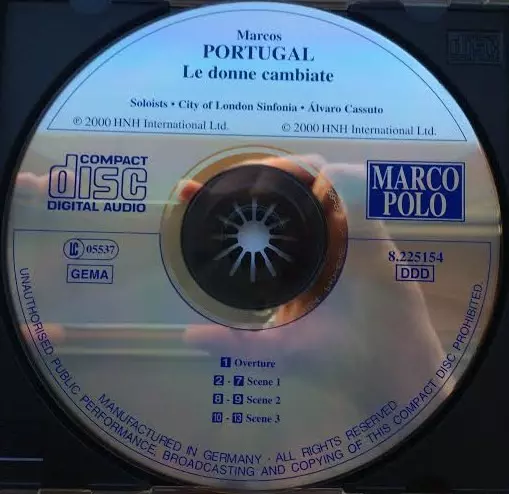 Marcos
PORTUGAL
Le donne cambiate
Soloists • City of London Sinfonia • Álvaro Cassuto
℗ 2000 HNH International Ltd. © 2000 HNH International Ltd.
COMPACT
disc
DIGITAL AUDIO
MARCO
POLO
LC 05537
GEMA
8.225154
DDD
1 Overture
2 - 7 Scene 1
8 - 9 Scene 2
10 - 13 Scene 3
MANUFACTURED IN GERMANY · ALL RIGHTS RESERVED
UNAUTHORISED PUBLIC PERFORMANCE, BROADCASTING AND COPYING OF THIS COMPACT DISC PROHIBITED.